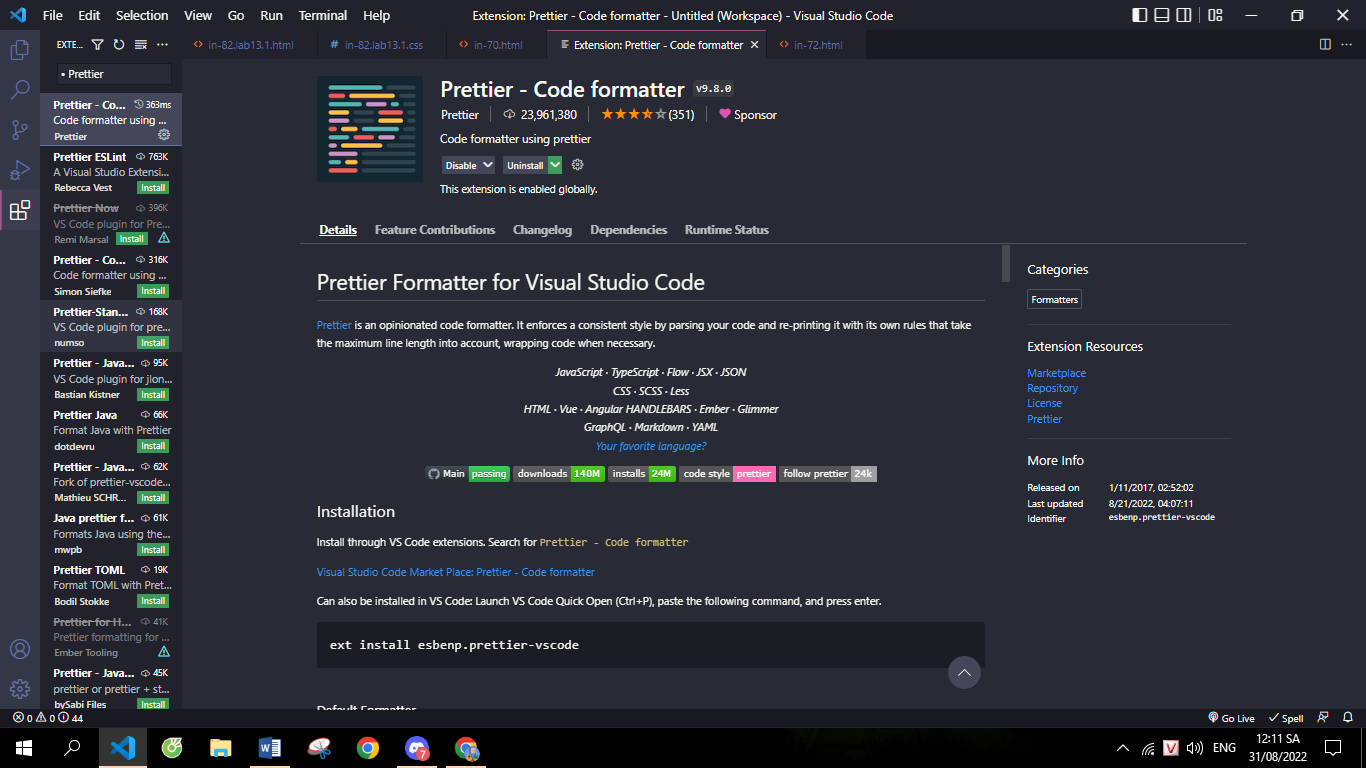 File Edit Selection View Go Run Terminal Help
Extension: Prettier - Code formatter - Untitled (Workspace) - Visual Studio Code
EXTE...
in-82.lab13.1.html
in-82.lab13.1.css
in-70.html
Extension: Prettier - Code formatter
in-72.html
Prettier
Prettier - Co... 363ms
Code formatter using ...
Prettier
Prettier ESLint 763K
A Visual Studio Extensi...
Rebecca Vest Install
Prettier Now 396K
VS Code plugin for Pre...
Remi Marsal Install
Prettier - Co... 316K
Code formatter using ...
Simon Siefke Install
Prettier-Stan... 168K
VS Code plugin for pre...
numso Install
Prettier - Java... 95K
VS Code plugin for jlon...
Bastian Kistner Install
Prettier Java 66K
Format Java with Prettier
dotdevru Install
Prettier - Java... 62K
Fork of prettier-vscode...
Mathieu SCHR... Install
Java prettier f... 61K
Formats Java using the...
mwpb Install
Prettier TOML 19K
Format TOML with Pret...
Bodil Stokke Install
Prettier for H... 41K
Prettier formatting for ...
Ember Tooling
Prettier - Java... 45K
prettier or prettier + st...
bySabi Files Install
Prettier - Code formatter v9.8.0
Prettier 23,961,380 (351) Sponsor
Code formatter using prettier
Disable Uninstall
This extension is enabled globally.
Details Feature Contributions Changelog Dependencies Runtime Status
Prettier Formatter for Visual Studio Code
Prettier is an opinionated code formatter. It enforces a consistent style by parsing your code and re-printing it with its own rules that take
the maximum line length into account, wrapping code when necessary.
JavaScript · TypeScript · Flow · JSX · JSON
CSS · SCSS · Less
HTML · Vue · Angular HANDLEBARS · Ember · Glimmer
GraphQL · Markdown · YAML
Your favorite language?
Main passing downloads 140M installs 24M code style prettier follow prettier 24k
Installation
Install through VS Code extensions. Search for Prettier - Code formatter
Visual Studio Code Market Place: Prettier - Code formatter
Can also be installed in VS Code: Launch VS Code Quick Open (Ctrl+P), paste the following command, and press enter.
ext install esbenp.prettier-vscode
Default Formatter
Categories
Formatters
Extension Resources
Marketplace
Repository
License
Prettier
More Info
Released on 1/11/2017, 02:52:02
Last updated 8/21/2022, 04:07:11
Identifier esbenp.prettier-vscode
0 0 44
Go Live Spell
7
V ENG
12:11 SA
31/08/2022